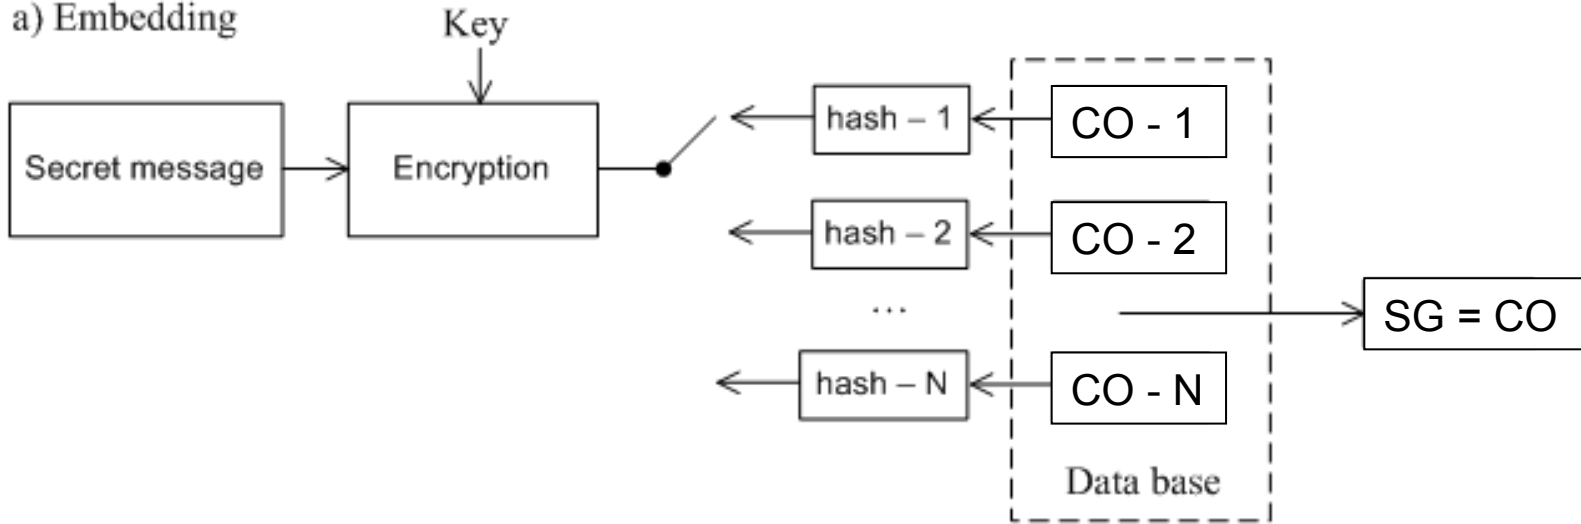 a) Embedding
Key
Secret message
Encryption
hash – 1
CO - 1
hash – 2
CO - 2
...
SG = CO
hash – N
CO - N
Data base